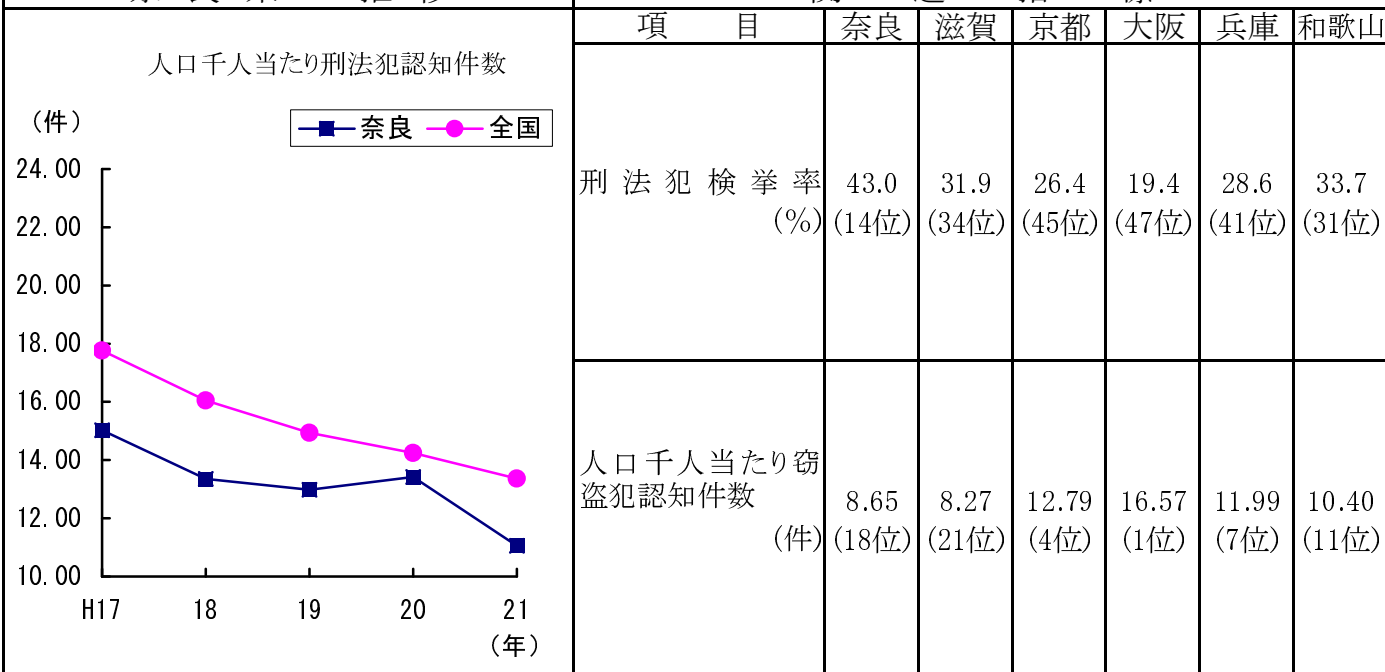 人口千人当たり刑法犯認知件数
(件)
奈良 全国
24.00
22.00
20.00
18.00
16.00
14.00
12.00
10.00
H17 18 19 20 21
(年)
項 目 奈良 滋賀 京都 大阪 兵庫 和歌山
刑法犯検挙率 43.0 31.9 26.4 19.4 28.6 33.7
(%) (14位) (34位) (45位) (47位) (41位) (31位)
人口千人当たり窃
盗犯認知件数 8.65 8.27 12.79 16.57 11.99 10.40
(件) (18位) (21位) (4位) (1位) (7位) (11位)